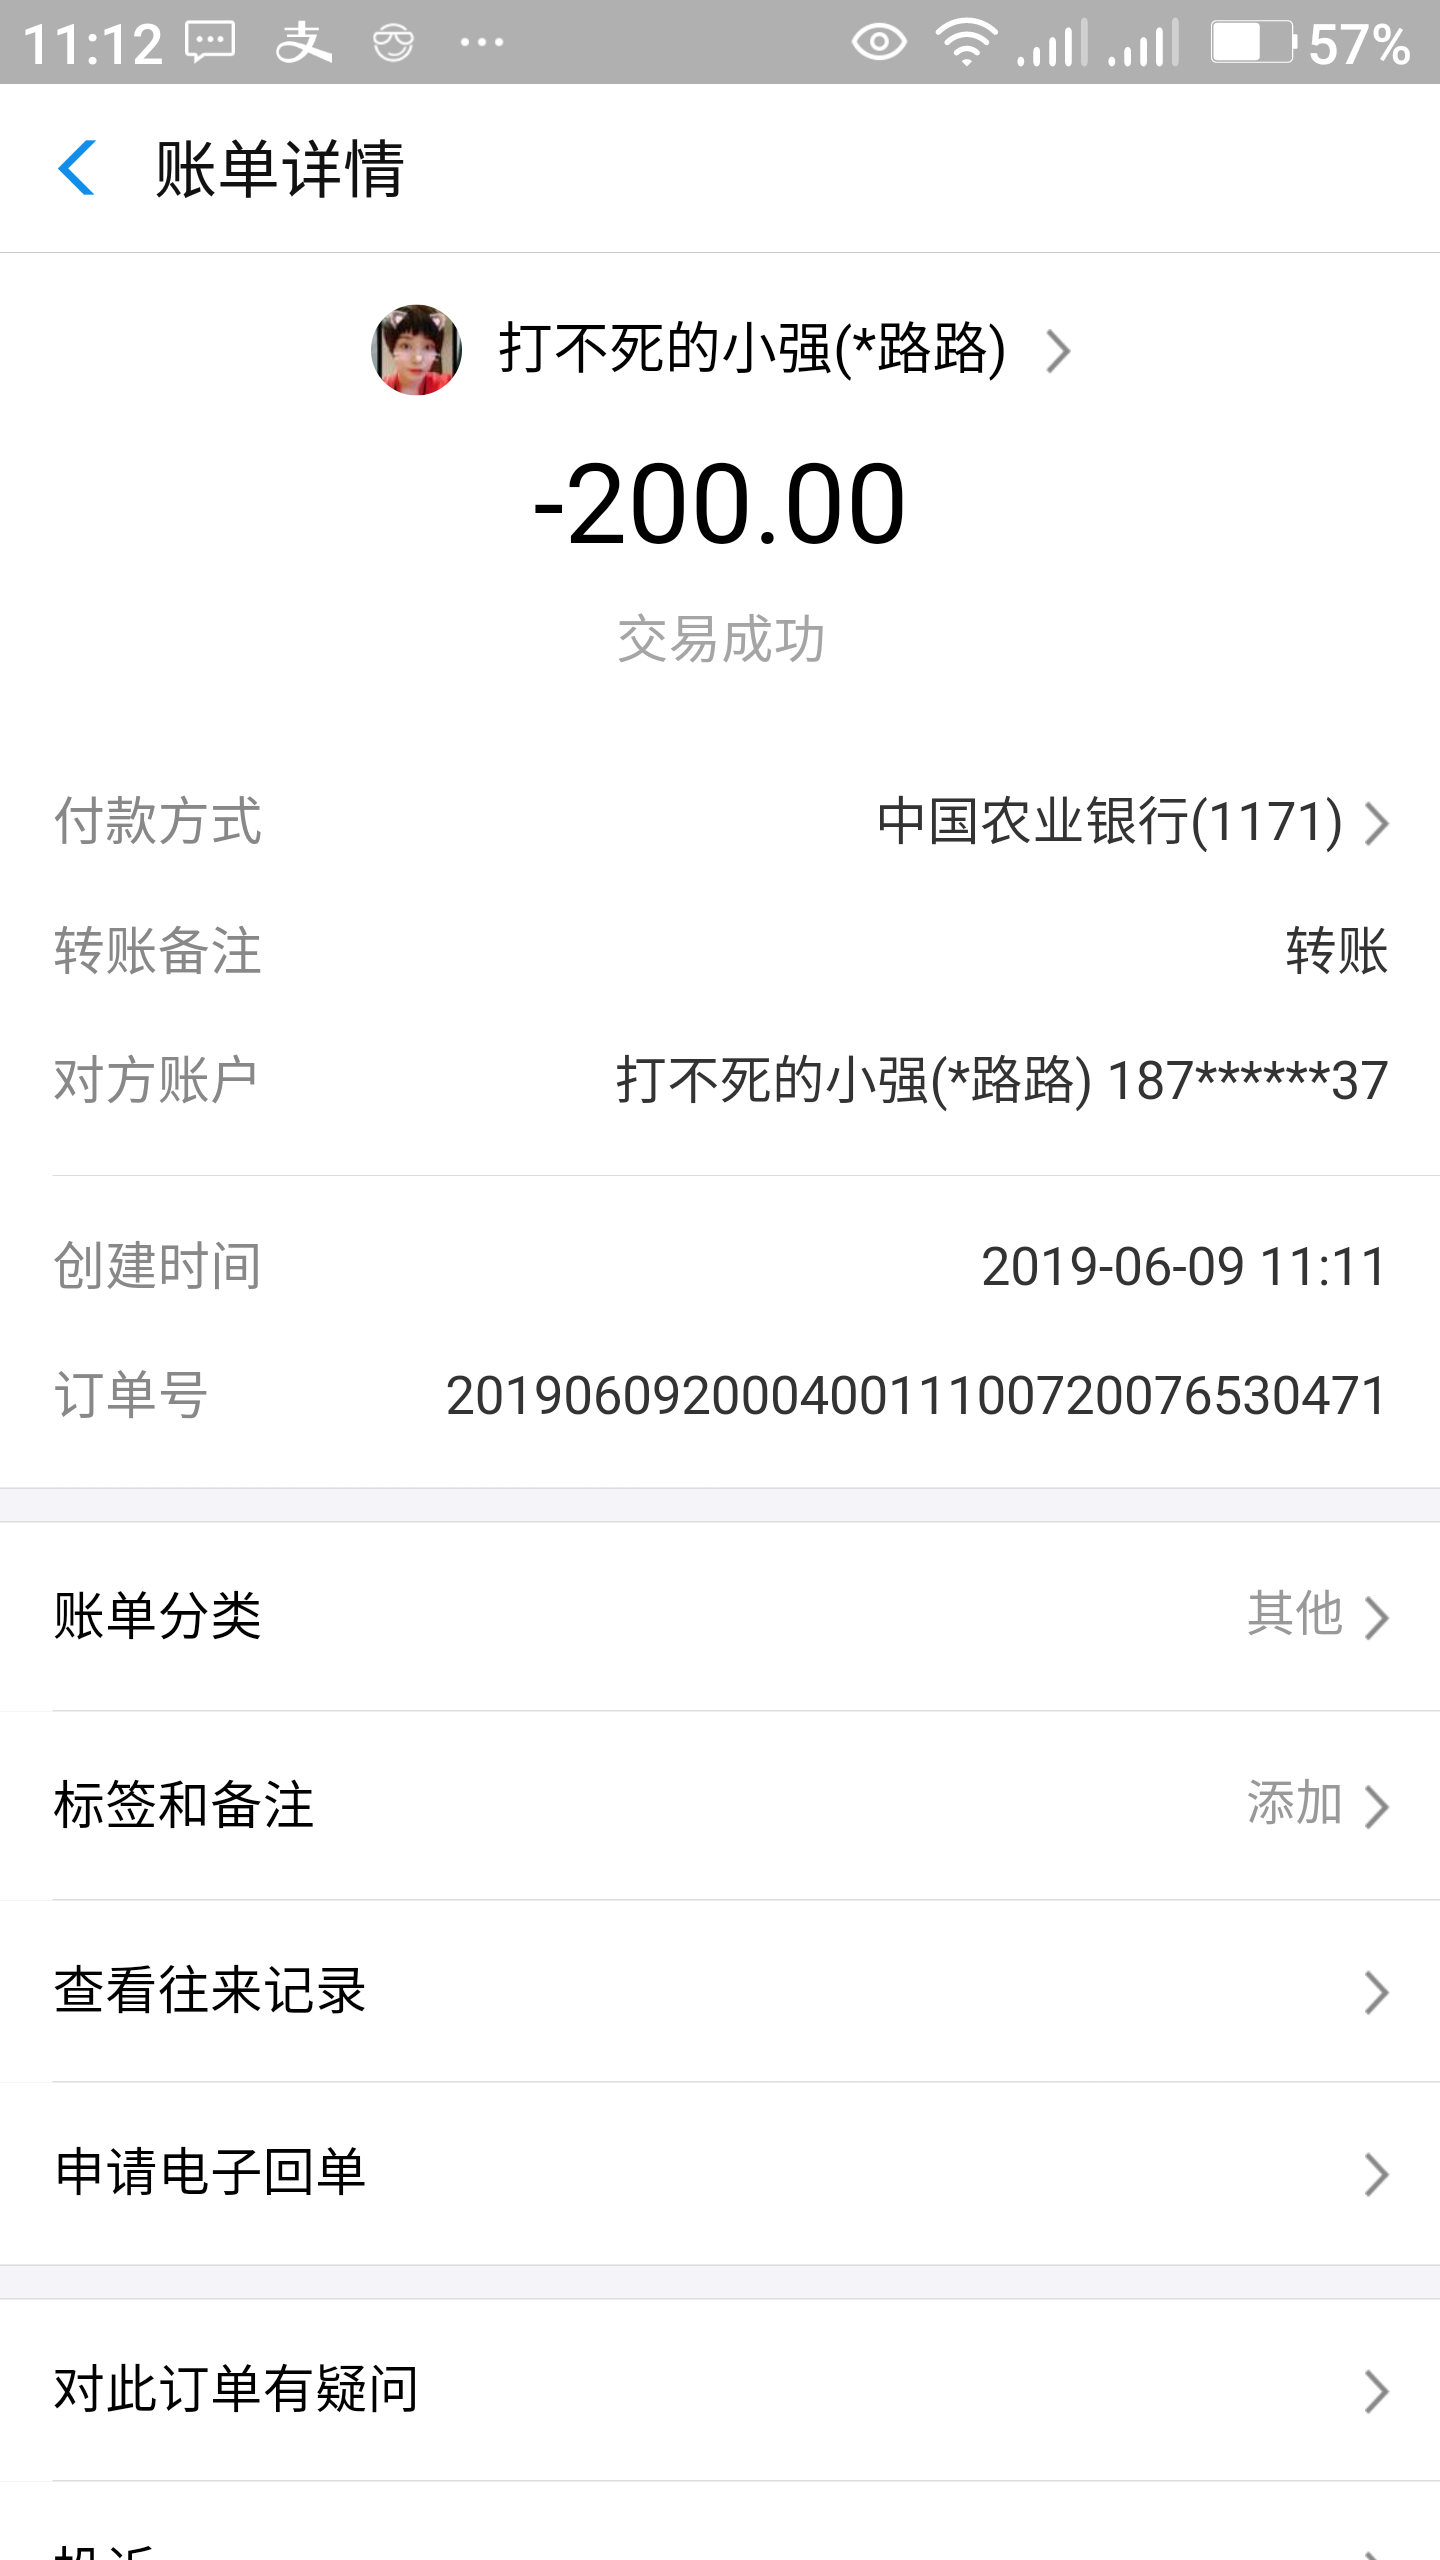 11:12 支 57%
账单详情
打不死的小强(*路路)
-200.00
交易成功
付款方式 中国农业银行(1171)
转账备注 转账
对方账户 打不死的小强(*路路) 187******37
创建时间 2019-06-09 11:11
订单号 20190609200040011100720076530471
账单分类 其他
标签和备注 添加
查看往来记录
申请电子回单
对此订单有疑问
投诉